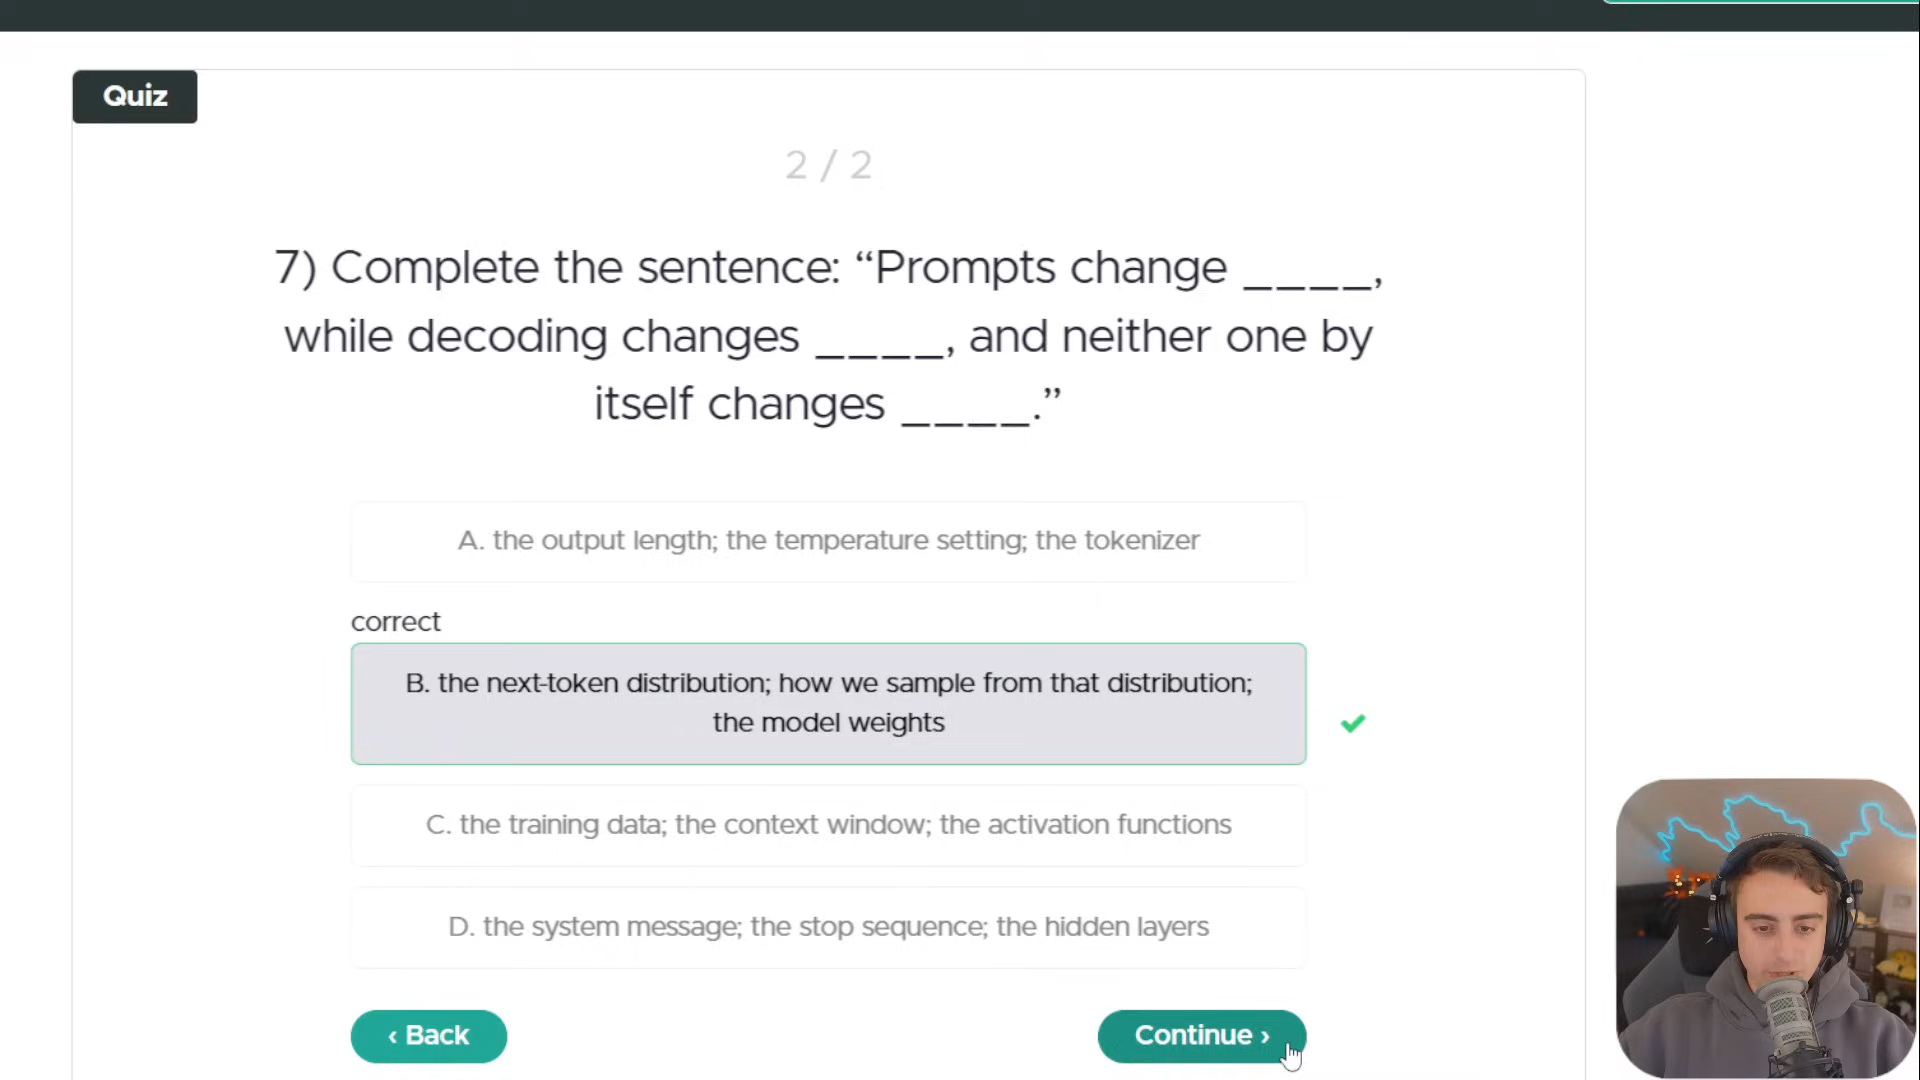 Quiz
2 / 2
7) Complete the sentence: “Prompts change ____,
while decoding changes ____, and neither one by
itself changes ____.”
A. the output length; the temperature setting; the tokenizer
correct
B. the next-token distribution; how we sample from that distribution;
the model weights
C. the training data; the context window; the activation functions
D. the system message; the stop sequence; the hidden layers
‹ Back
Continue ›